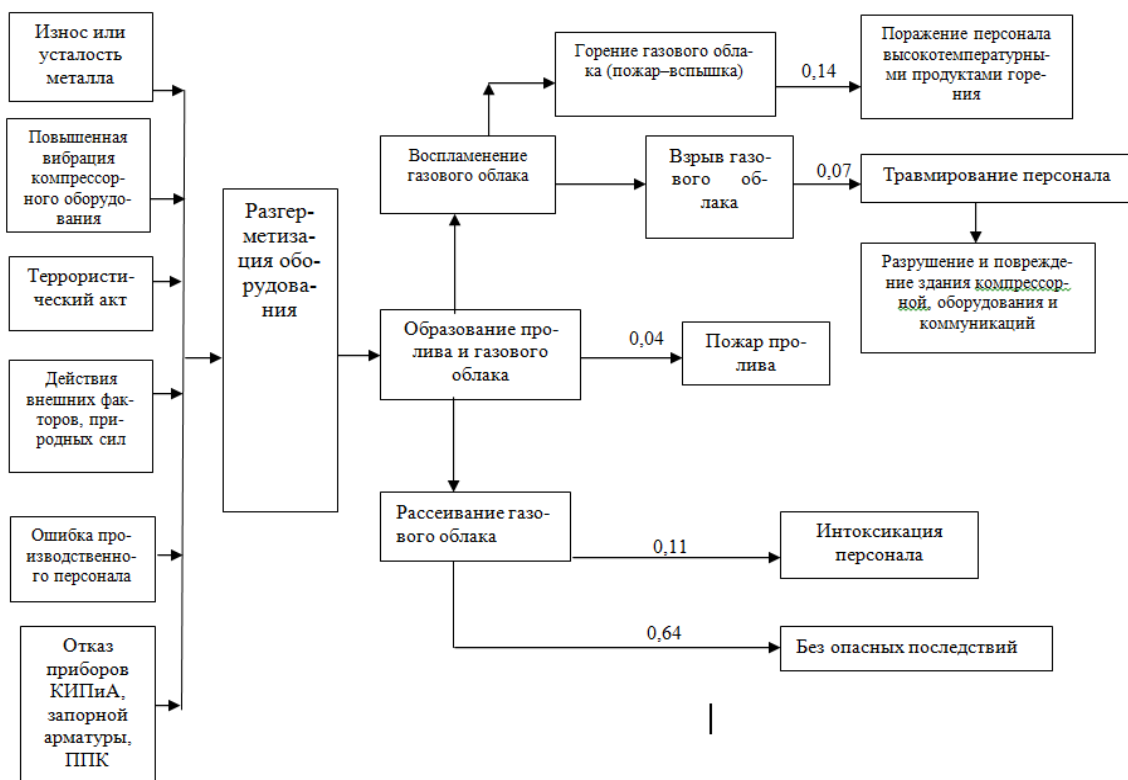 Износ или
усталость
металла
Повышенная
вибрация
компрессор-
ного оборудо-
вания
Террористи-
ческий акт
Действия
внешних фак-
торов, при-
родных сил
Ошибка про-
изводственно-
го персонала
Отказ
приборов
КИПиА,
запорной
арматуры,
ППК
Разгер-
метиза-
ция обо-
рудова-
ния
Горение газового обла-
ка (пожар–вспышка)
0,14
Поражение персонала
высокотемпературны-
ми продуктами горе-
ния
Воспламенение
газового облака
Взрыв газо-
вого об-
лака
0,07
Травмирование персонала
Разрушение и поврежде-
ние здания компрессор-
ной, оборудования и
коммуникаций
Образование про-
лива и газового
облака
0,04
Пожар про-
лива
Рассеивание газо-
вого облака
0,11
Интоксикация
персонала
0,64
Без опасных последствий